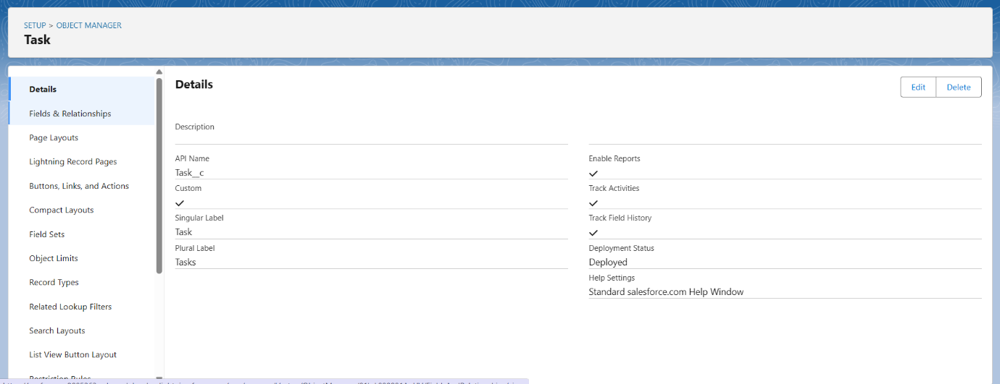 SETUP > OBJECT MANAGER
Task
Details
Fields & Relationships
Page Layouts
Lightning Record Pages
Buttons, Links, and Actions
Compact Layouts
Field Sets
Object Limits
Record Types
Related Lookup Filters
Search Layouts
List View Button Layout
Restriction Rules
Details
Edit
Delete
Description
API Name
Task__c
Custom
Singular Label
Task
Plural Label
Tasks
Enable Reports
Track Activities
Track Field History
Deployment Status
Deployed
Help Settings
Standard salesforce.com Help Window